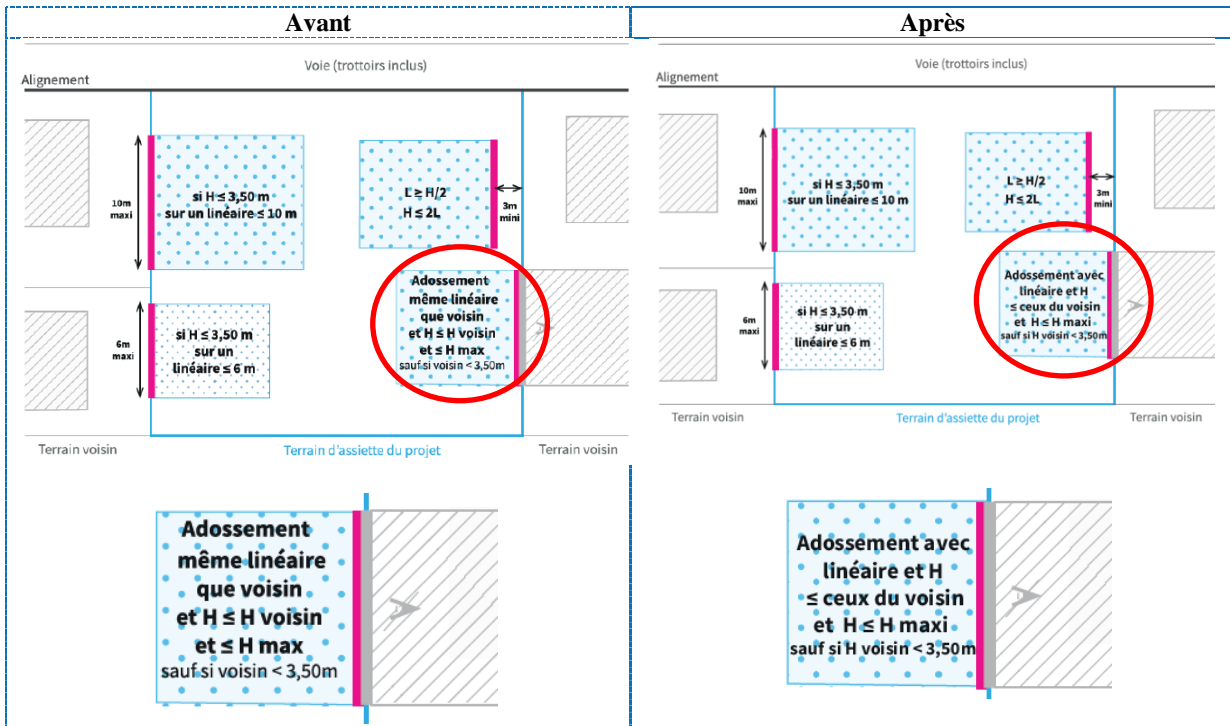 Avant
Voie (trottoirs inclus)
Alignement
10m
maxi
si H ≤ 3,50 m
sur un linéaire ≤ 10 m
L ≥ H/2
H ≤ 2L
3m
mini
6m
maxi
si H ≤ 3,50 m
sur un
linéaire ≤ 6 m
Adossement
même linéaire
que voisin
et H ≤ H voisin
et ≤ H max
sauf si voisin < 3,50m
A
Terrain voisin
Terrain d'assiette du projet
Terrain voisin
Adossement
même linéaire
que voisin
et H ≤ H voisin
et ≤ H max
sauf si voisin < 3,50m
A
Après
Voie (trottoirs inclus)
Alignement
10m
maxi
si H ≤ 3,50 m
sur un linéaire ≤ 10 m
L ≥ H/2
H ≤ 2L
3m
mini
6m
maxi
si H ≤ 3,50 m
sur un
linéaire ≤ 6 m
Adossement avec
linéaire et H
≤ ceux du voisin
et H ≤ H maxi
sauf si H voisin < 3,50m
A
Terrain voisin
Terrain d'assiette du projet
Terrain voisin
Adossement avec
linéaire et H
≤ ceux du voisin
et H ≤ H maxi
sauf si H voisin < 3,50m
A